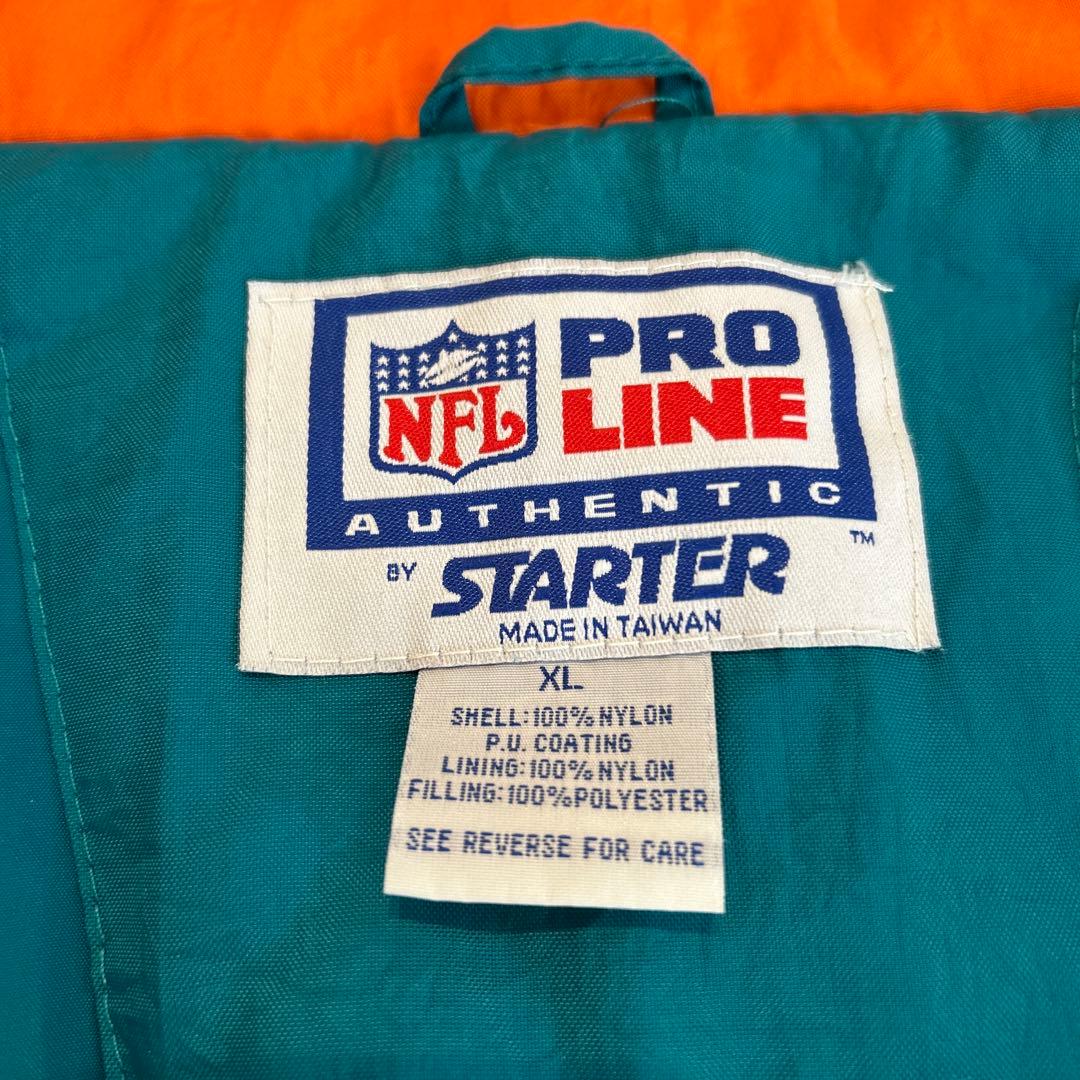 NFL
PRO
LINE
AUTHENTIC
BY STARTER ™
MADE IN TAIWAN
XL
SHELL:100%NYLON
P.U. COATING
LINING:100%NYLON
FILLING:100%POLYESTER
SEE REVERSE FOR CARE